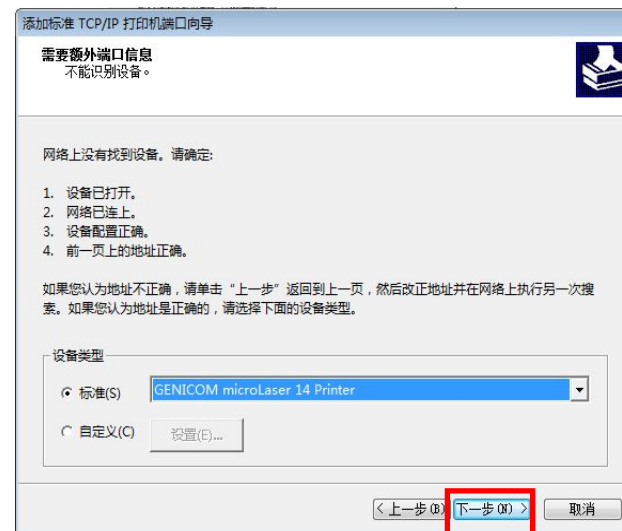 添加标准 TCP/IP 打印机端口向导
需要额外端口信息
不能识别设备。
网络上没有找到设备。请确定:
1. 设备已打开。
2. 网络已连上。
3. 设备配置正确。
4. 前一页上的地址正确。
如果您认为地址不正确，请单击“上一步”返回到上一页，然后改正地址并在网络上执行另一次搜
索。如果您认为地址是正确的，请选择下面的设备类型。
设备类型
标准(S) GENICOM microLaser 14 Printer
自定义(C) 设置(E)...
< 上一步(B) 下一步(N) > 取消